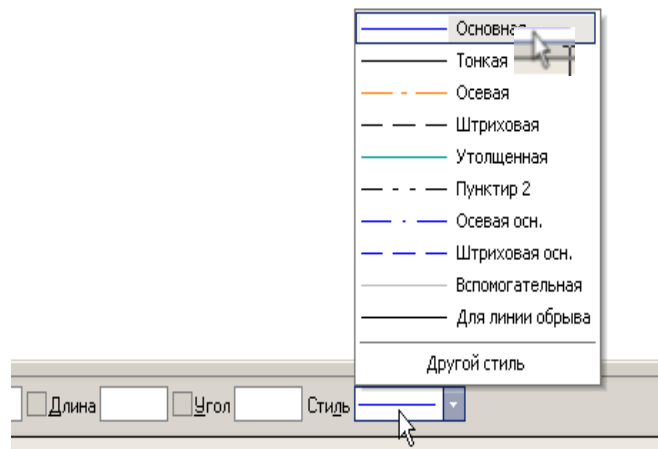 Основная
Тонкая
Осевая
Штриховая
Утолщенная
Пунктир 2
Осевая осн.
Штриховая осн.
Вспомогательная
Для линии обрыва
Другой стиль
Длина Угол Стиль